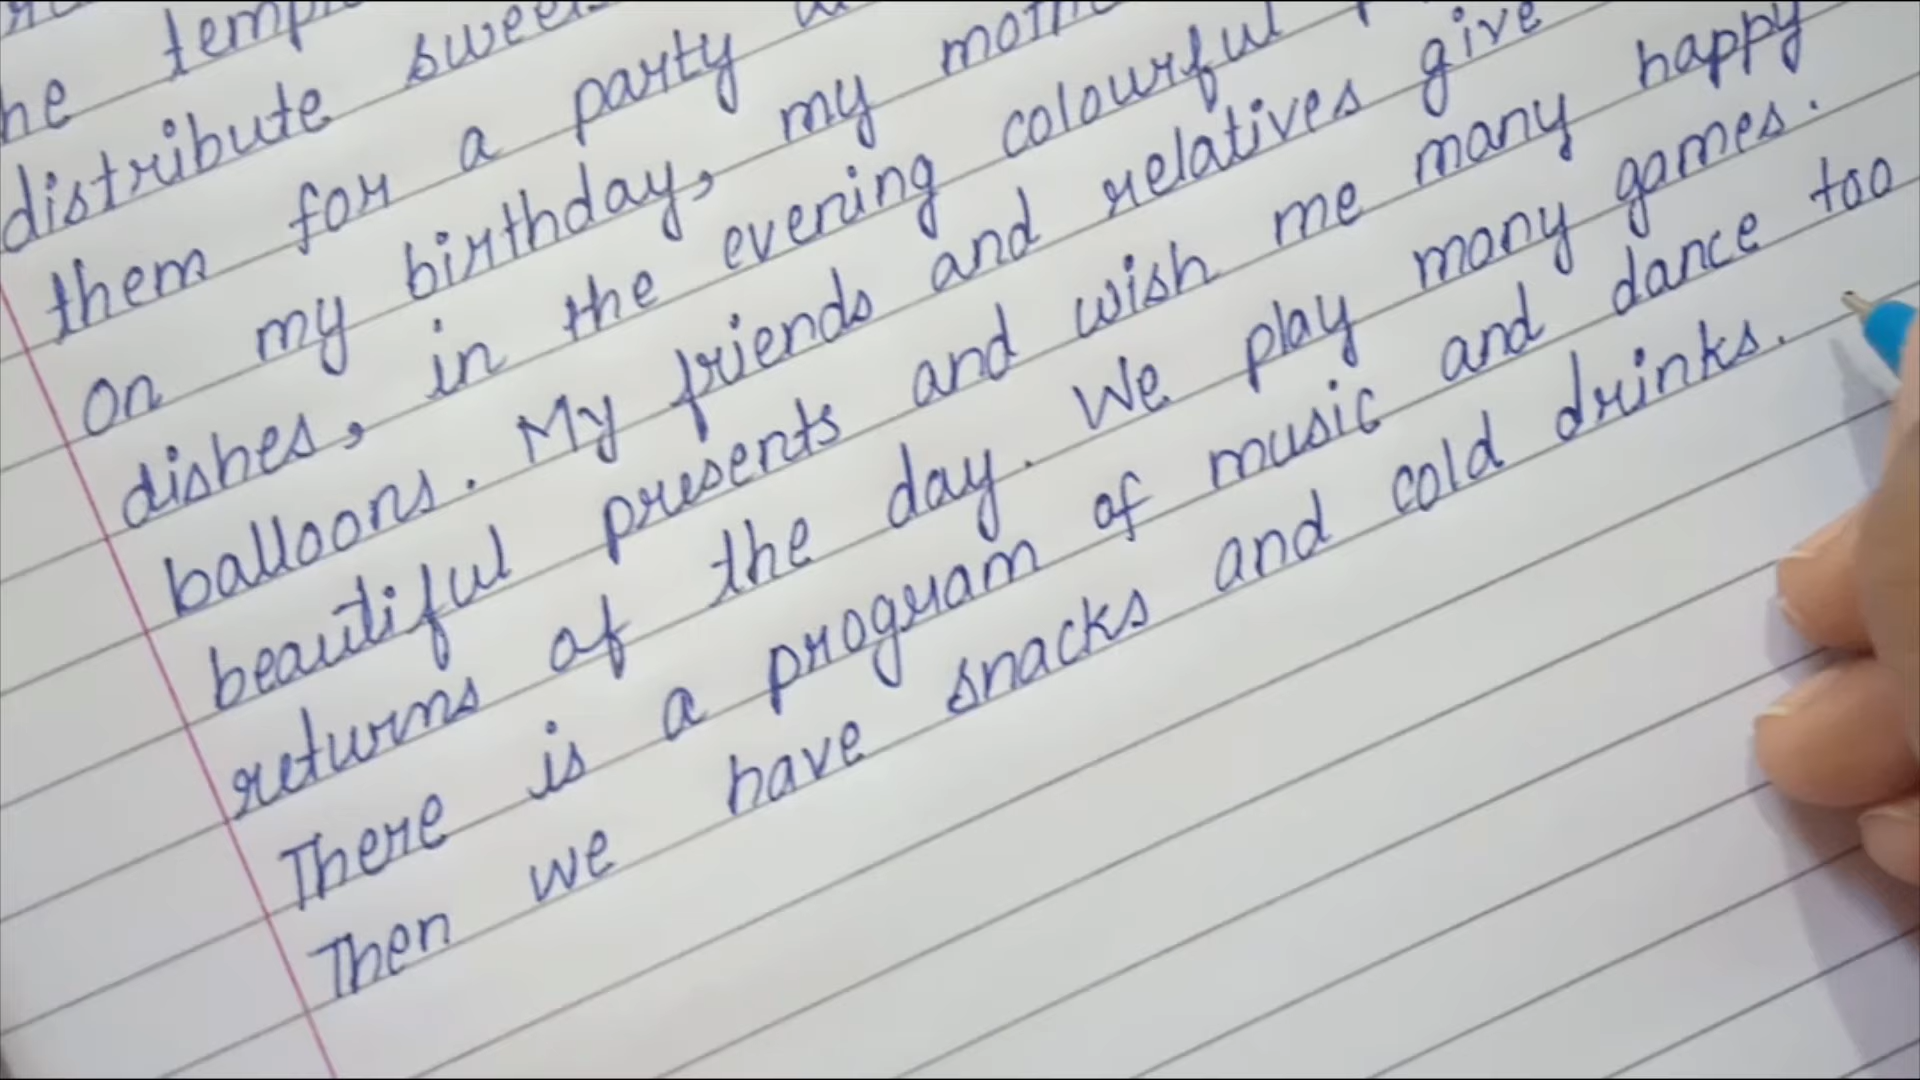 distribute
them for a party
on my birthday, my
dishes, in the evening colourful
balloons. My friends and relatives give
beautiful presents and wish me many happy
returns of the day. We play many games.
There is a program of music and dance too
Then we have snacks and cold drinks.